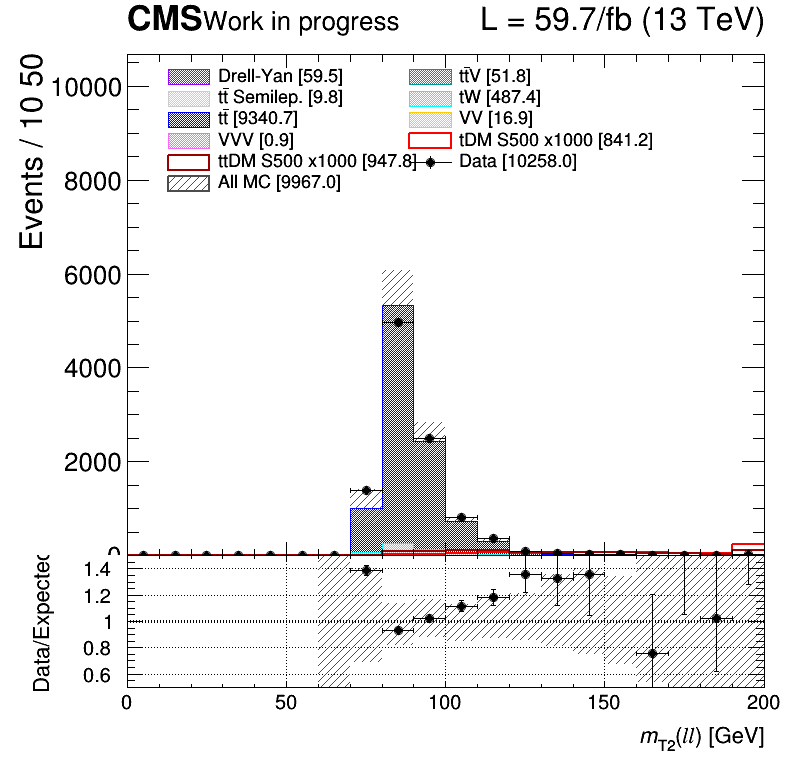 CMS Work in progress L = 59.7/fb (13 TeV)
Events / 10 50
10000
8000
6000
4000
2000
0
Drell-Yan [59.5]
tt̄ Semilep. [9.8]
tt̄ [9340.7]
VVV [0.9]
ttDM S500 x1000 [947.8]
All MC [9967.0]
tt̄V [51.8]
tW [487.4]
VV [16.9]
tDM S500 x1000 [841.2]
Data [10258.0]
Data/Expected
1.4
1.2
1
0.8
0.6
0 50 100 150 200
m_T2(ll) [GeV]